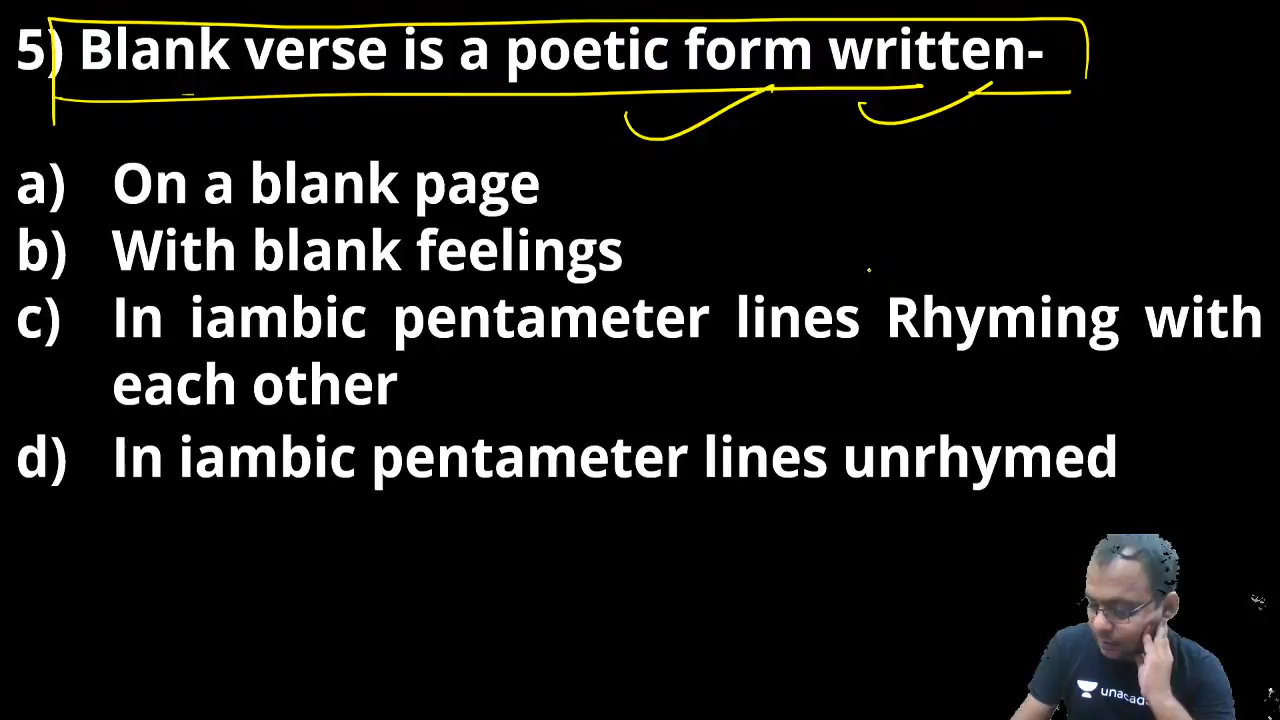 5) Blank verse is a poetic form written-
a) On a blank page
b) With blank feelings
c) In iambic pentameter lines Rhyming with
each other
d) In iambic pentameter lines unrhymed